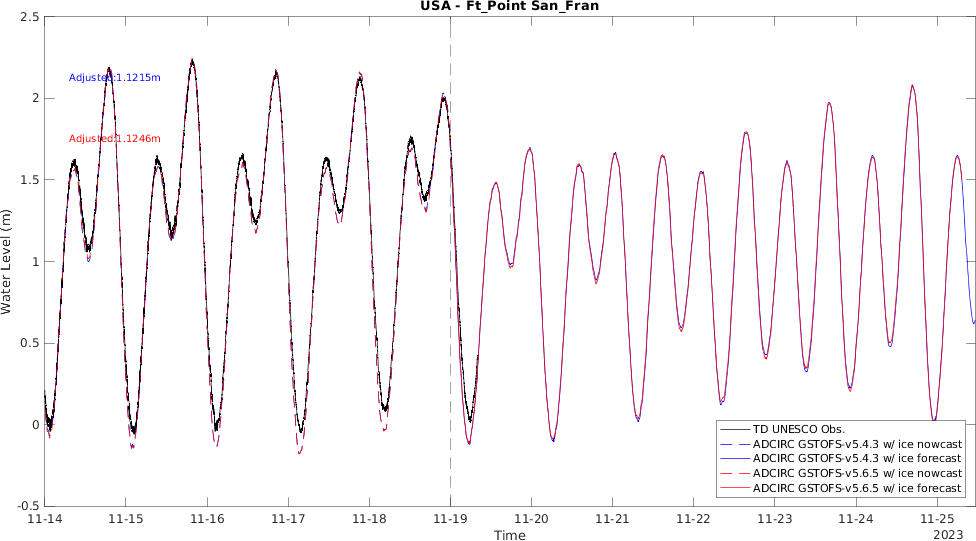 USA - Ft_Point San_Fran
2.5
2
1.5
1
0.5
0
-0.5
Water Level (m)
Adjusted:1.1215m
Adjusted:1.1246m
TD UNESCO Obs.
ADCIRC GSTOFS-v5.4.3 w/ ice nowcast
ADCIRC GSTOFS-v5.4.3 w/ ice forecast
ADCIRC GSTOFS-v5.6.5 w/ ice nowcast
ADCIRC GSTOFS-v5.6.5 w/ ice forecast
11-14 11-15 11-16 11-17 11-18 11-19 11-20 11-21 11-22 11-23 11-24 11-25
Time
2023